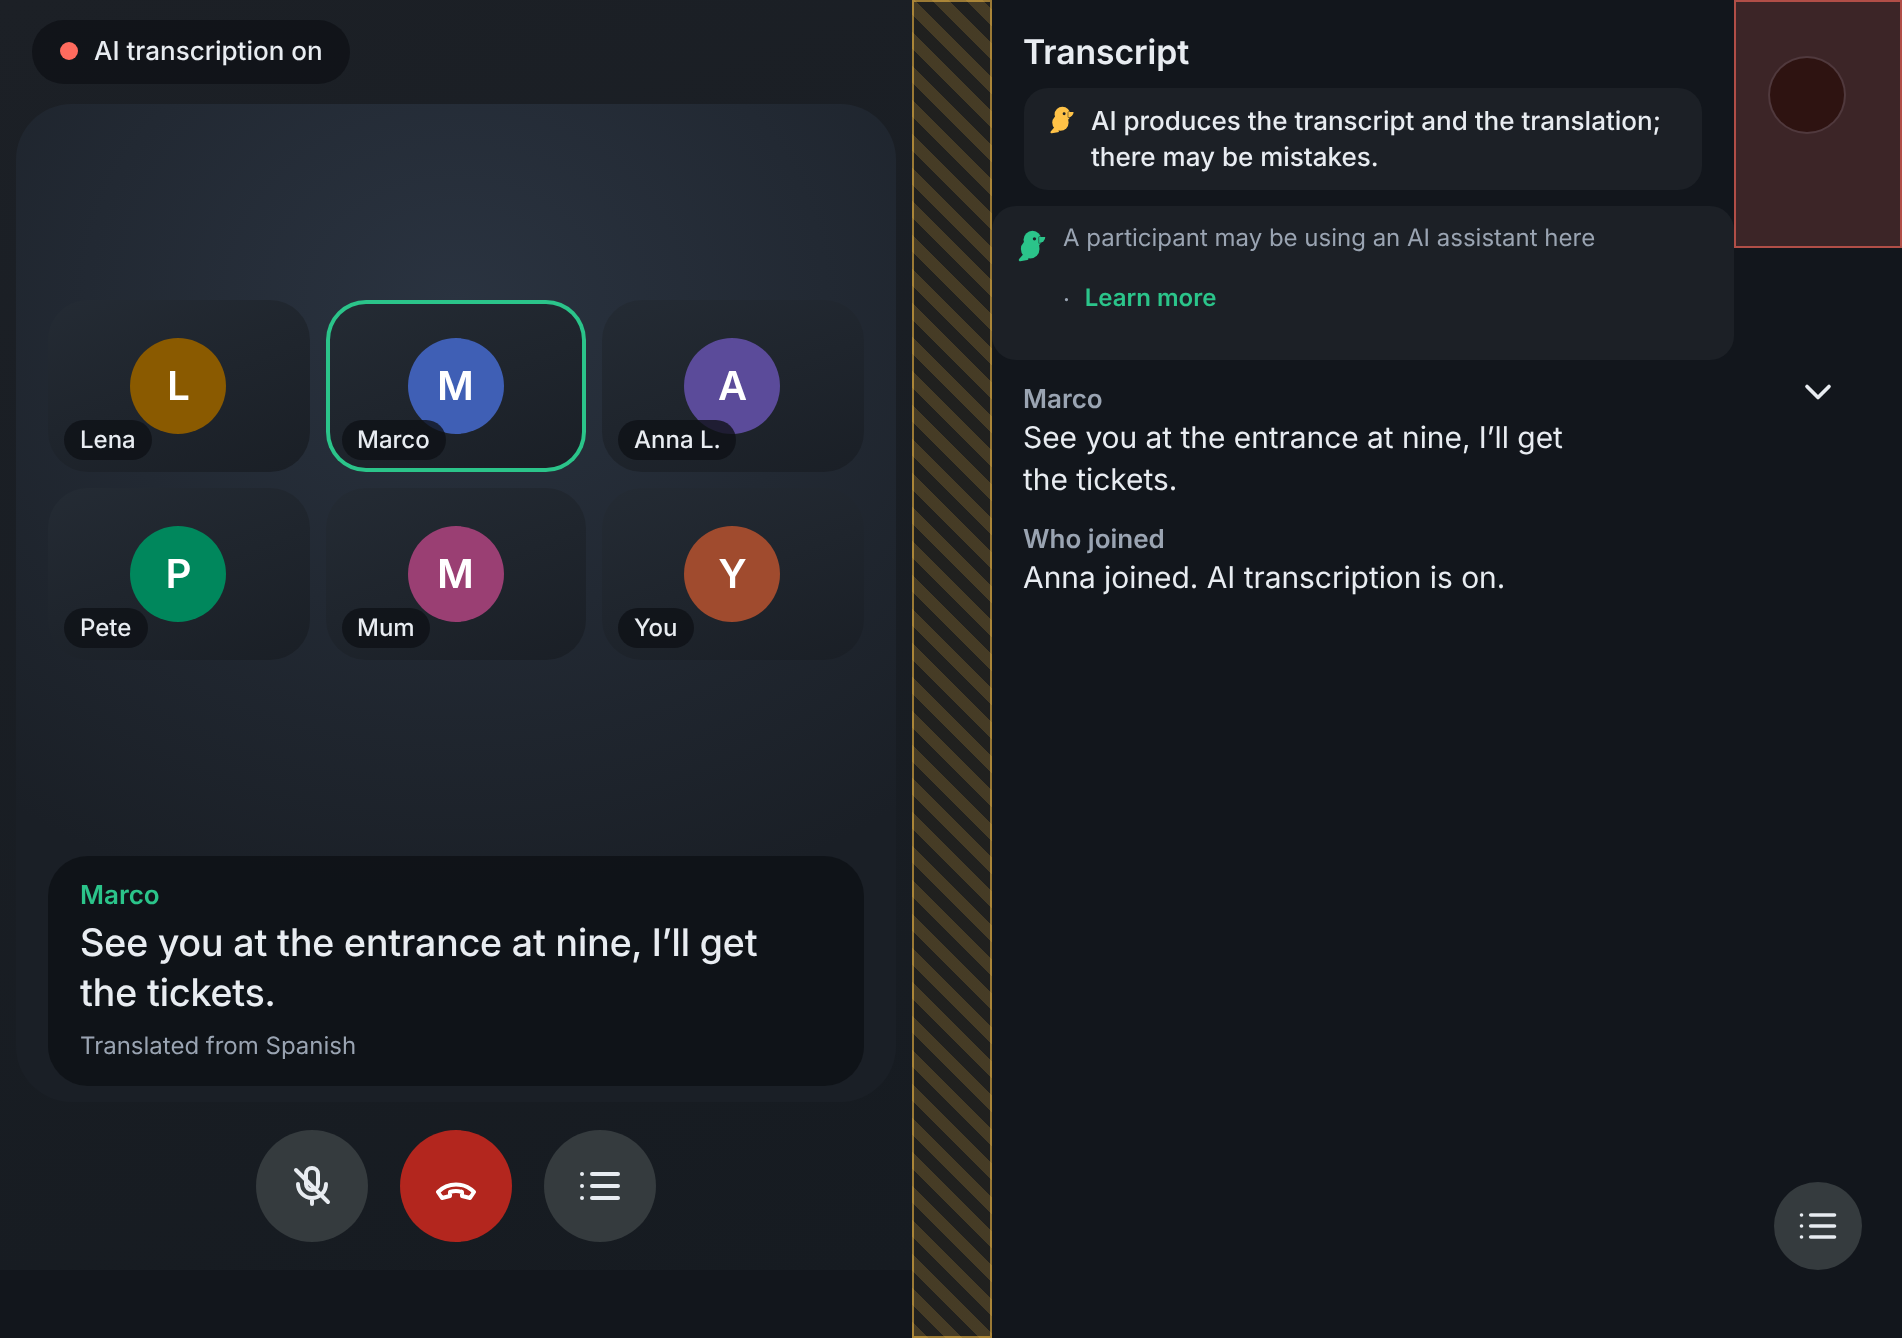 AI transcription on
L
Lena
M
Marco
A
Anna L.
P
Pete
M
Mum
Y
You
Marco
See you at the entrance at nine, I’ll get
the tickets.
Translated from Spanish
Transcript
AI produces the transcript and the translation;
there may be mistakes.
A participant may be using an AI assistant here
· Learn more
Marco
See you at the entrance at nine, I’ll get
the tickets.
Who joined
Anna joined. AI transcription is on.